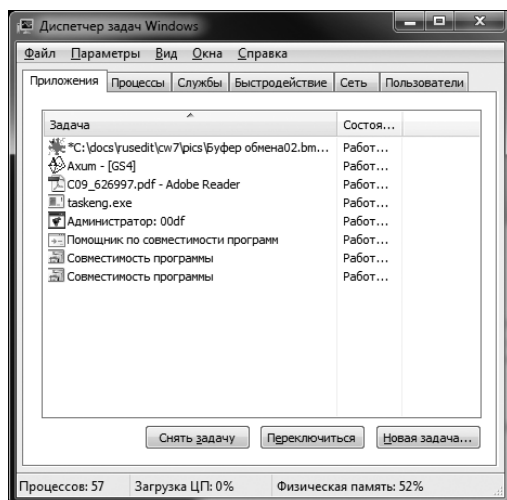 Диспетчер задач Windows
Файл Параметры Вид Окна Справка
Приложения Процессы Службы Быстродействие Сеть Пользователи
Задача Состоя...
*C:\docs\rusedit\cw7\pics\Буфер обмена02.bm... Работ...
Axum - [GS4] Работ...
C09_626997.pdf - Adobe Reader Работ...
taskeng.exe Работ...
Администратор: 00df Работ...
Помощник по совместимости программ Работ...
Совместимость программы Работ...
Совместимость программы Работ...
Снять задачу Переключиться Новая задача...
Процессов: 57 Загрузка ЦП: 0% Физическая память: 52%